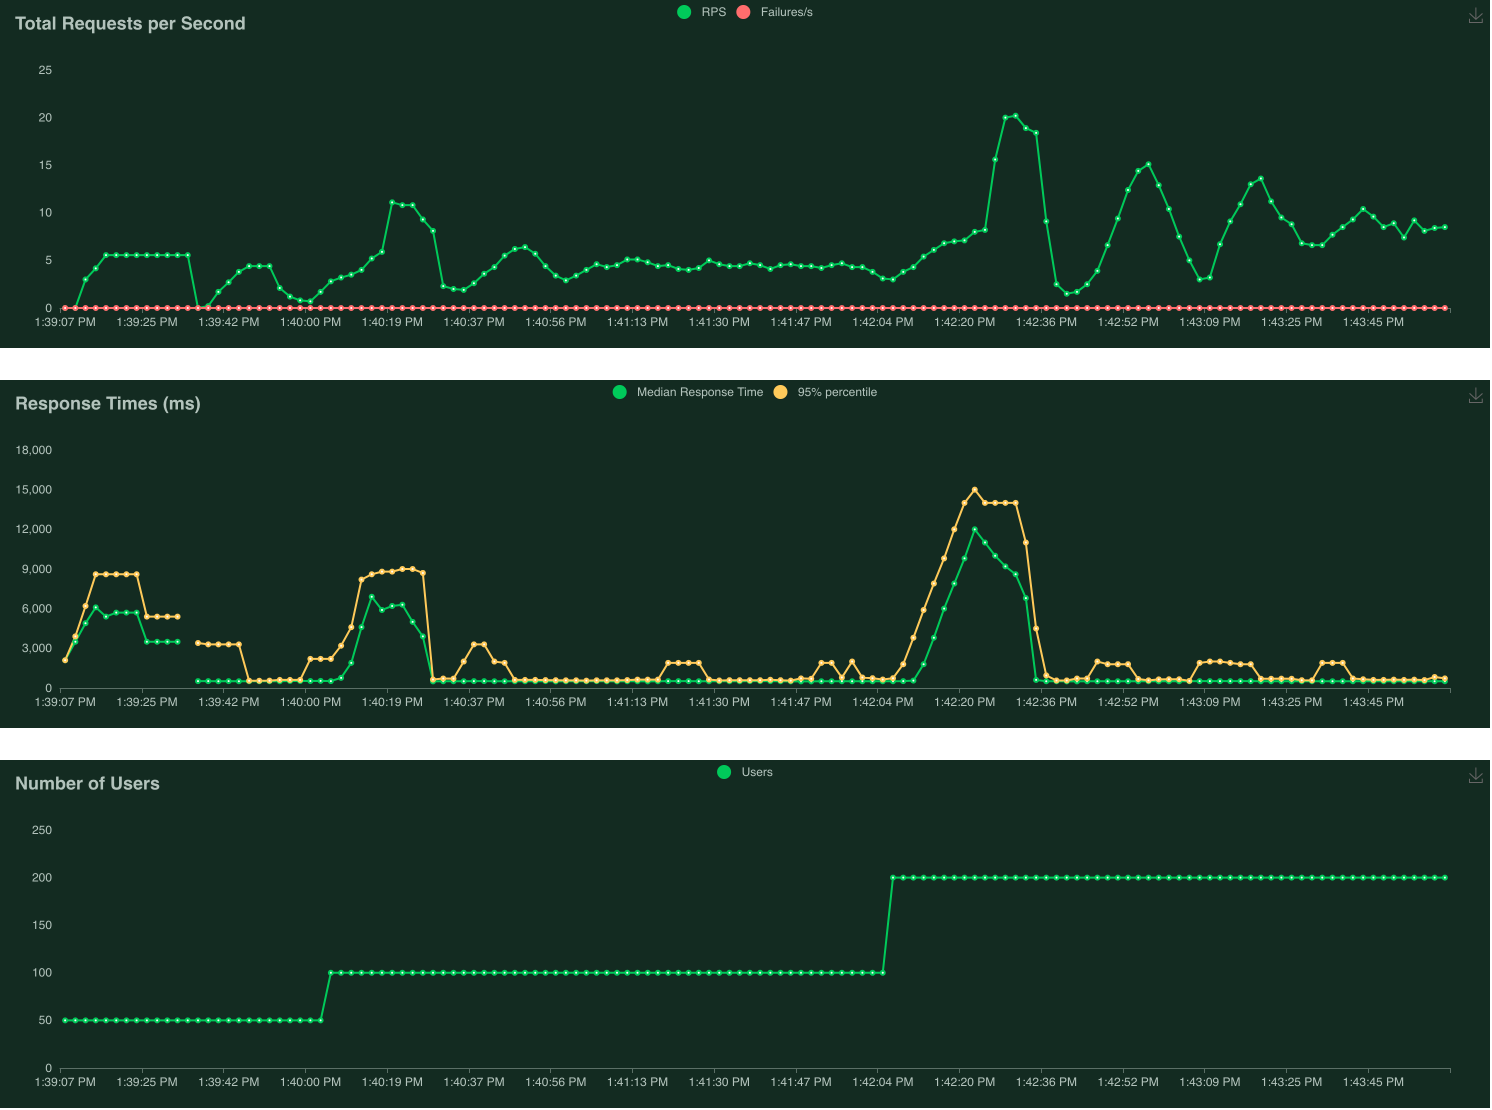 Total Requests per Second
RPS Failures/s
25
20
15
10
5
0
1:39:07 PM 1:39:25 PM 1:39:42 PM 1:40:00 PM 1:40:19 PM 1:40:37 PM 1:40:56 PM 1:41:13 PM 1:41:30 PM 1:41:47 PM 1:42:04 PM 1:42:20 PM 1:42:36 PM 1:42:52 PM 1:43:09 PM 1:43:25 PM 1:43:45 PM
Response Times (ms)
Median Response Time 95% percentile
18,000
15,000
12,000
9,000
6,000
3,000
0
1:39:07 PM 1:39:25 PM 1:39:42 PM 1:40:00 PM 1:40:19 PM 1:40:37 PM 1:40:56 PM 1:41:13 PM 1:41:30 PM 1:41:47 PM 1:42:04 PM 1:42:20 PM 1:42:36 PM 1:42:52 PM 1:43:09 PM 1:43:25 PM 1:43:45 PM
Number of Users
Users
250
200
150
100
50
0
1:39:07 PM 1:39:25 PM 1:39:42 PM 1:40:00 PM 1:40:19 PM 1:40:37 PM 1:40:56 PM 1:41:13 PM 1:41:30 PM 1:41:47 PM 1:42:04 PM 1:42:20 PM 1:42:36 PM 1:42:52 PM 1:43:09 PM 1:43:25 PM 1:43:45 PM